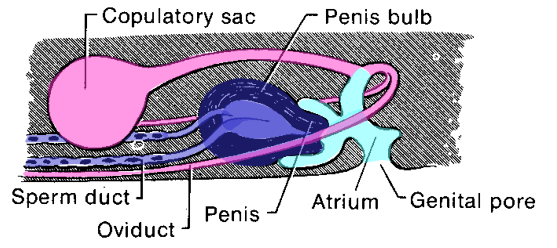 Copulatory sac
Penis bulb
Sperm duct
Oviduct
Penis
Atrium
Genital pore